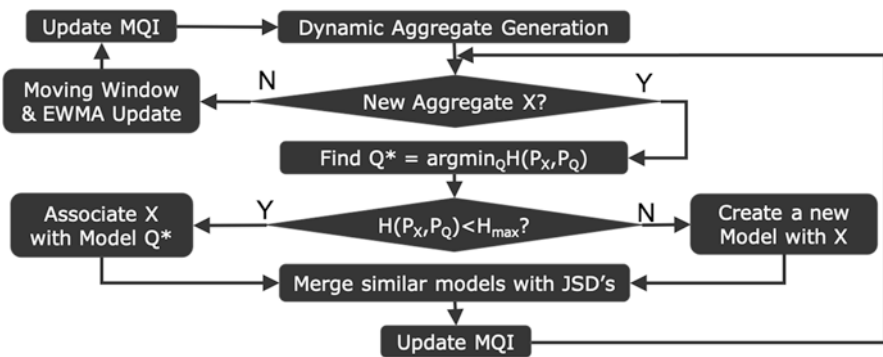 Update MQI
Dynamic Aggregate Generation
N
Y
Moving Window
& EWMA Update
New Aggregate X?
Find Q* = argmin_QH(P_X,P_Q)
Associate X
with Model Q*
Y
H(P_X,P_Q)<H_max?
N
Create a new
Model with X
Merge similar models with JSD's
Update MQI